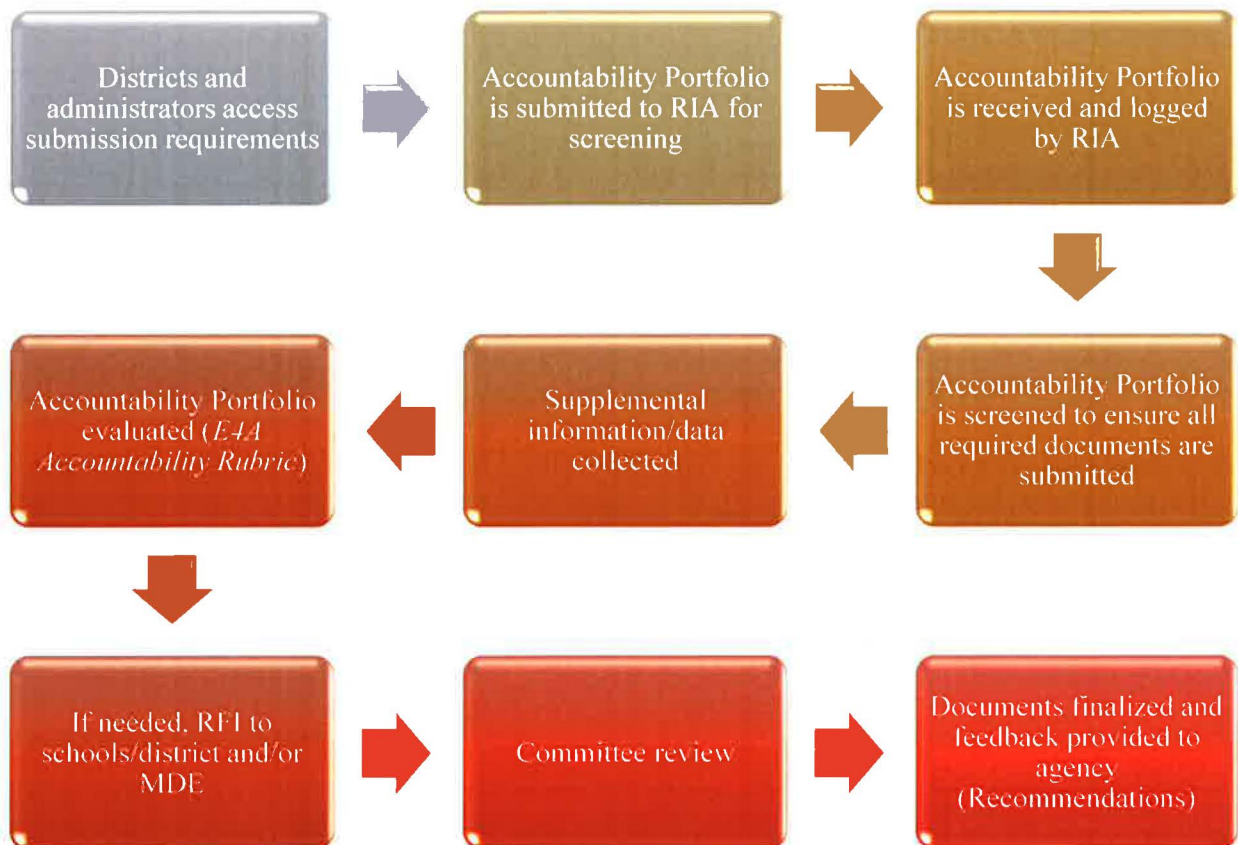 Districts and
administrators access
submission requirements
Accountability Portfolio
is submitted to RIA for
screening
Accountability Portfolio
is received and logged
by RIA
Accountability Portfolio
is screened to ensure all
required documents are
submitted
Supplemental
information/data
collected
Accountability Portfolio
evaluated (E4A
Accountability Rubric)
If needed, RFI to
schools/district and/or
MDE
Committee review
Documents finalized and
feedback provided to
agency
(Recommendations)